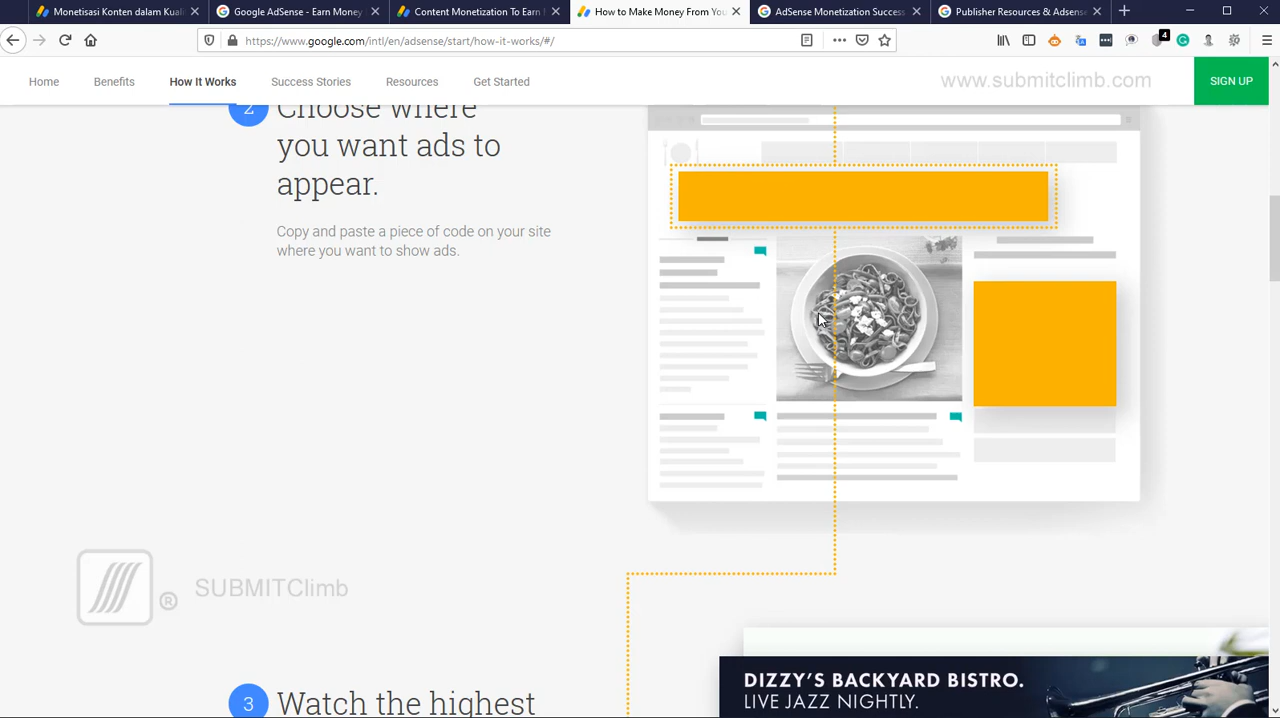 Monetisasi Konten dalam Kuali
Google AdSense - Earn Money
Content Monetization To Earn M
How to Make Money From You
AdSense Monetization Success
Publisher Resources & Adsense
https://www.google.com/intl/en/adsense/start/how-it-works/#/
4
Home
Benefits
How It Works
Success Stories
Resources
Get Started
www.submitclimb.com
SIGN UP
2
Choose where
you want ads to
appear.
Copy and paste a piece of code on your site
where you want to show ads.
® SUBMITClimb
3
Watch the highest
DIZZY'S BACKYARD BISTRO.
LIVE JAZZ NIGHTLY.